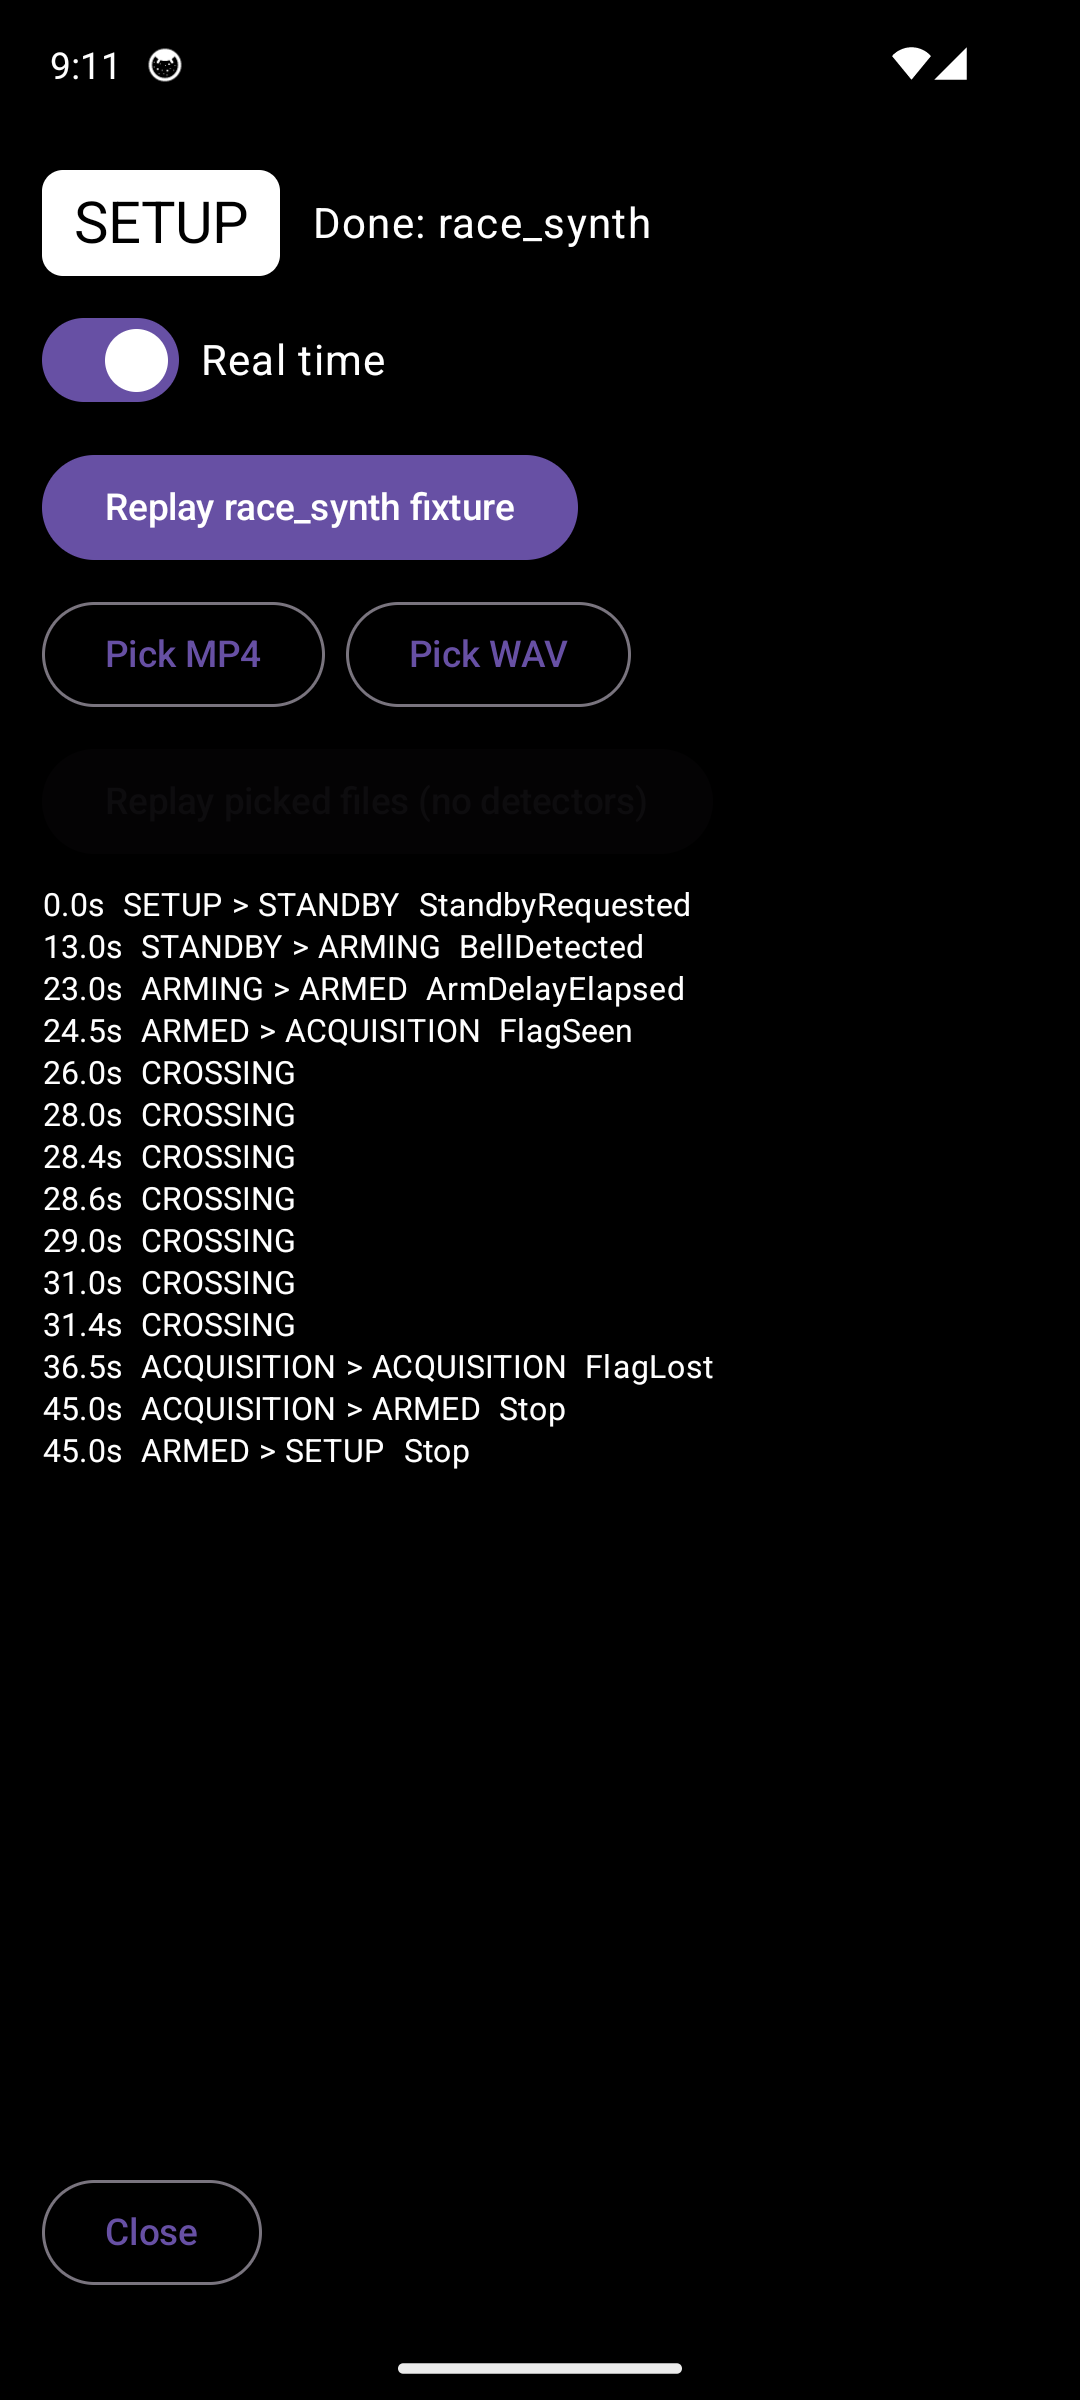 9:11
SETUP Done: race_synth
Real time
Replay race_synth fixture
Pick MP4 Pick WAV
Replay picked files (no detectors)
0.0s SETUP > STANDBY StandbyRequested
13.0s STANDBY > ARMING BellDetected
23.0s ARMING > ARMED ArmDelayElapsed
24.5s ARMED > ACQUISITION FlagSeen
26.0s CROSSING
28.0s CROSSING
28.4s CROSSING
28.6s CROSSING
29.0s CROSSING
31.0s CROSSING
31.4s CROSSING
36.5s ACQUISITION > ACQUISITION FlagLost
45.0s ACQUISITION > ARMED Stop
45.0s ARMED > SETUP Stop
Close